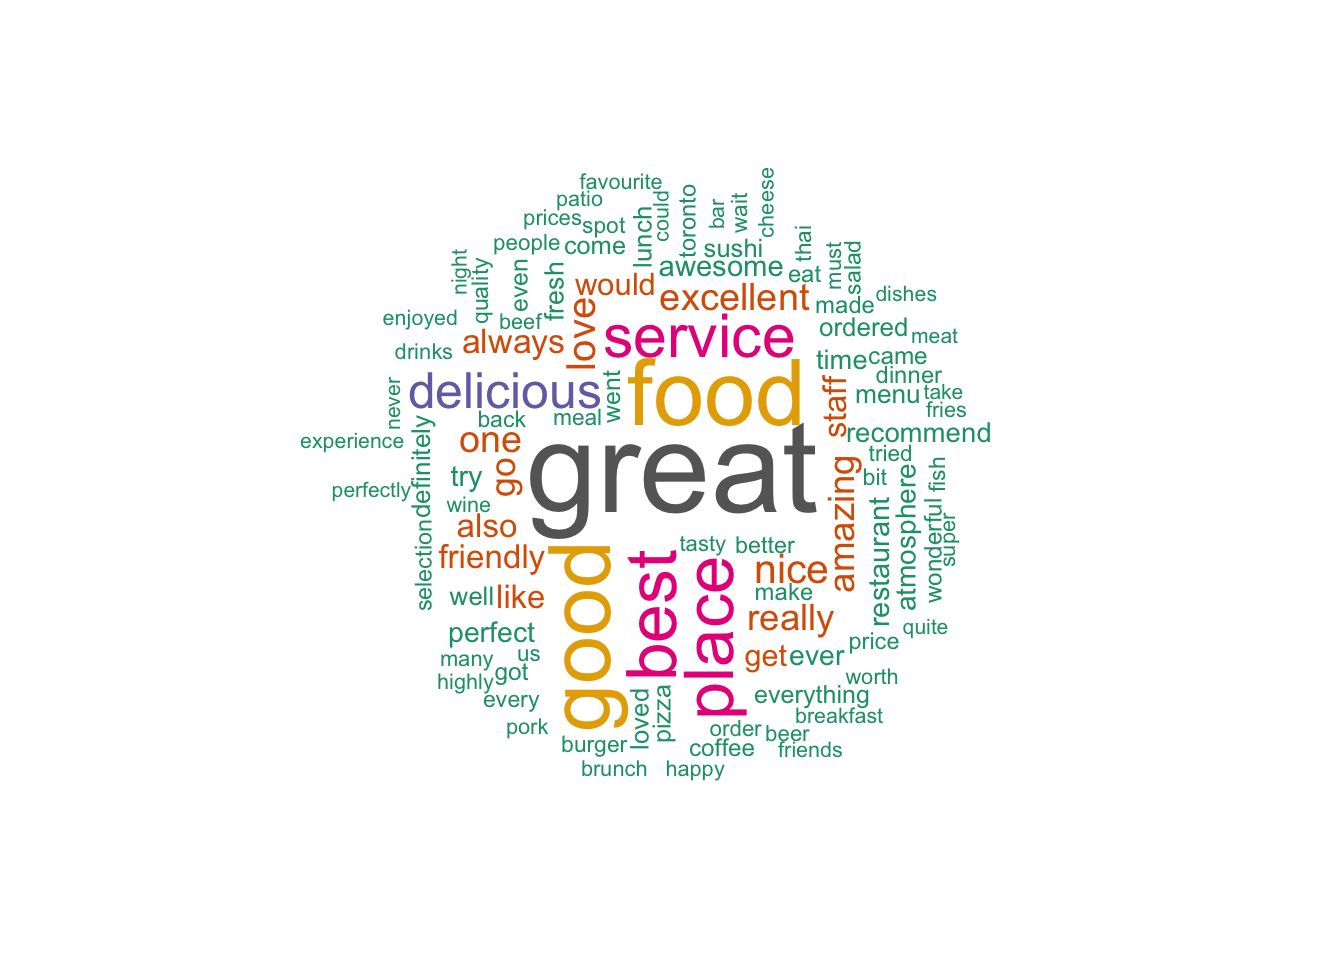 favourite
patio
prices
spot
could
lunch
toronto
bar
wait
cheese
people
come
sushi
thai
must
salad
night
quality
even
fresh
would
awesome
eat
excellent
made
dishes
enjoyed
beef
love
service
ordered
meat
drinks
always
time
came
dinner
never
delicious
went
food
staff
menu
take
fries
back
meal
experience
definitely
one
great
recommend
tried
try
go
amazing
bit
atmosphere
fish
perfectly
wine
selection
also
restaurant
wonderful
super
friendly
good
best
tasty
better
place
nice
make
well
like
really
quite
perfect
us
price
many
got
get
ever
highly
worth
every
loved
pizza
everything
pork
order
beer
breakfast
burger
coffee
friends
brunch
happy